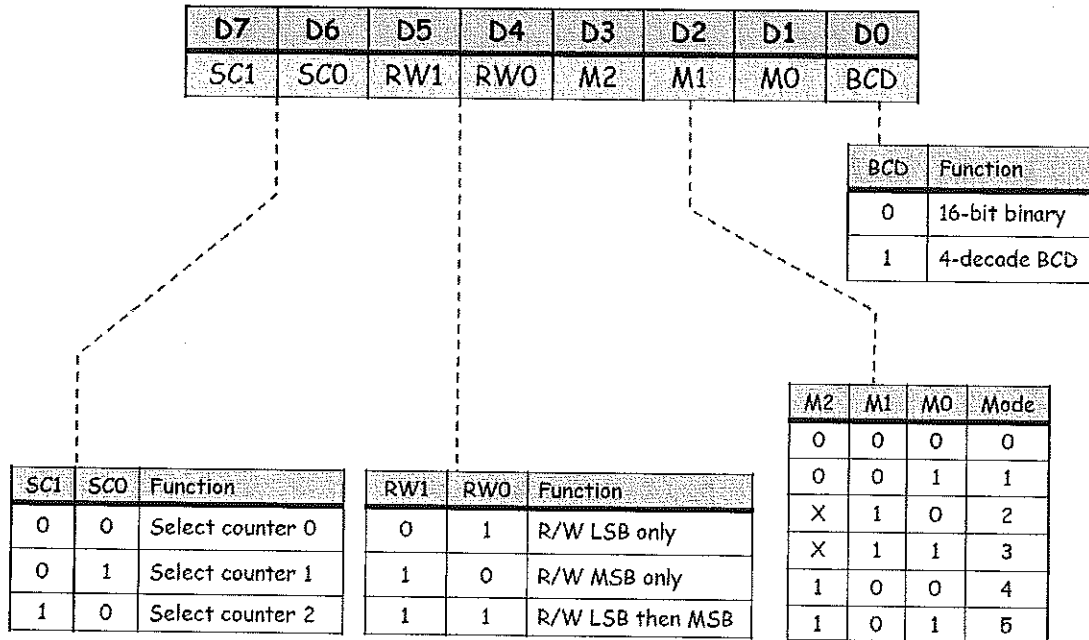 D7 D6 D5 D4 D3 D2 D1 D0
SC1 SC0 RW1 RW0 M2 M1 M0 BCD
BCD Function
0 16-bit binary
1 4-decade BCD
M2 M1 M0 Mode
0 0 0 0
0 0 1 1
X 1 0 2
X 1 1 3
1 0 0 4
1 0 1 5
SC1 SC0 Function
0 0 Select counter 0
0 1 Select counter 1
1 0 Select counter 2
RW1 RW0 Function
0 1 R/W LSB only
1 0 R/W MSB only
1 1 R/W LSB then MSB